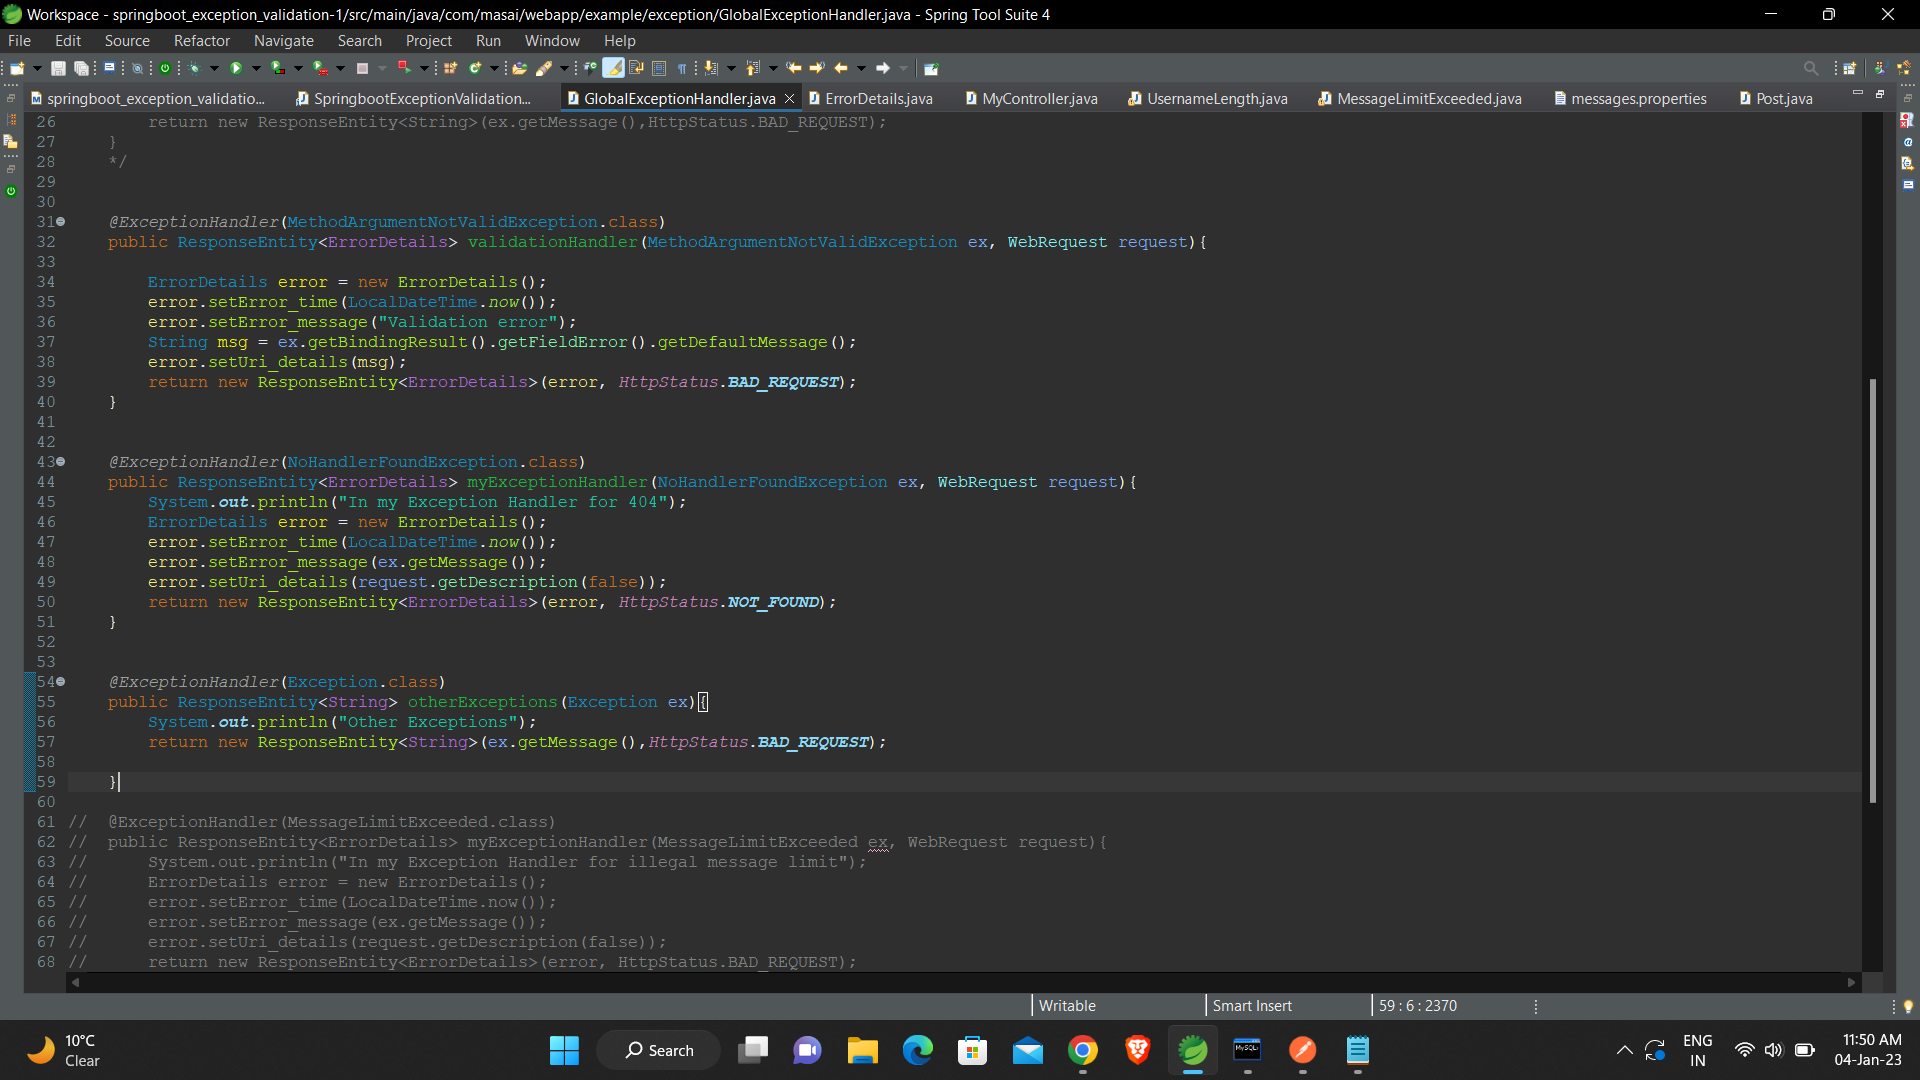 Workspace - springboot_exception_validation-1/src/main/java/com/masai/webapp/example/exception/GlobalExceptionHandler.java - Spring Tool Suite 4
File Edit Source Refactor Navigate Search Project Run Window Help
springboot_exception_validatio... SpringbootExceptionValidation... GlobalExceptionHandler.java ErrorDetails.java MyController.java UsernameLength.java MessageLimitExceeded.java messages.properties Post.java
26 return new ResponseEntity<String>(ex.getMessage(),HttpStatus.BAD_REQUEST);
27 }
28 */
29
30
31 @ExceptionHandler(MethodArgumentNotValidException.class)
32 public ResponseEntity<ErrorDetails> validationHandler(MethodArgumentNotValidException ex, WebRequest request){
33
34 ErrorDetails error = new ErrorDetails();
35 error.setError_time(LocalDateTime.now());
36 error.setError_message("Validation error");
37 String msg = ex.getBindingResult().getFieldError().getDefaultMessage();
38 error.setUri_details(msg);
39 return new ResponseEntity<ErrorDetails>(error, HttpStatus.BAD_REQUEST);
40 }
41
42
43 @ExceptionHandler(NoHandlerFoundException.class)
44 public ResponseEntity<ErrorDetails> myExceptionHandler(NoHandlerFoundException ex, WebRequest request){
45 System.out.println("In my Exception Handler for 404");
46 ErrorDetails error = new ErrorDetails();
47 error.setError_time(LocalDateTime.now());
48 error.setError_message(ex.getMessage());
49 error.setUri_details(request.getDescription(false));
50 return new ResponseEntity<ErrorDetails>(error, HttpStatus.NOT_FOUND);
51 }
52
53
54 @ExceptionHandler(Exception.class)
55 public ResponseEntity<String> otherExceptions(Exception ex){
56 System.out.println("Other Exceptions");
57 return new ResponseEntity<String>(ex.getMessage(),HttpStatus.BAD_REQUEST);
58
59 }
60
61 // @ExceptionHandler(MessageLimitExceeded.class)
62 // public ResponseEntity<ErrorDetails> myExceptionHandler(MessageLimitExceeded ex, WebRequest request){
63 // System.out.println("In my Exception Handler for illegal message limit");
64 // ErrorDetails error = new ErrorDetails();
65 // error.setError_time(LocalDateTime.now());
66 // error.setError_message(ex.getMessage());
67 // error.setUri_details(request.getDescription(false));
68 // return new ResponseEntity<ErrorDetails>(error, HttpStatus.BAD_REQUEST);
Writable Smart Insert 59 : 6 : 2370
10°C
Clear
Search
MySQL
ENG
IN
11:50 AM
04-Jan-23